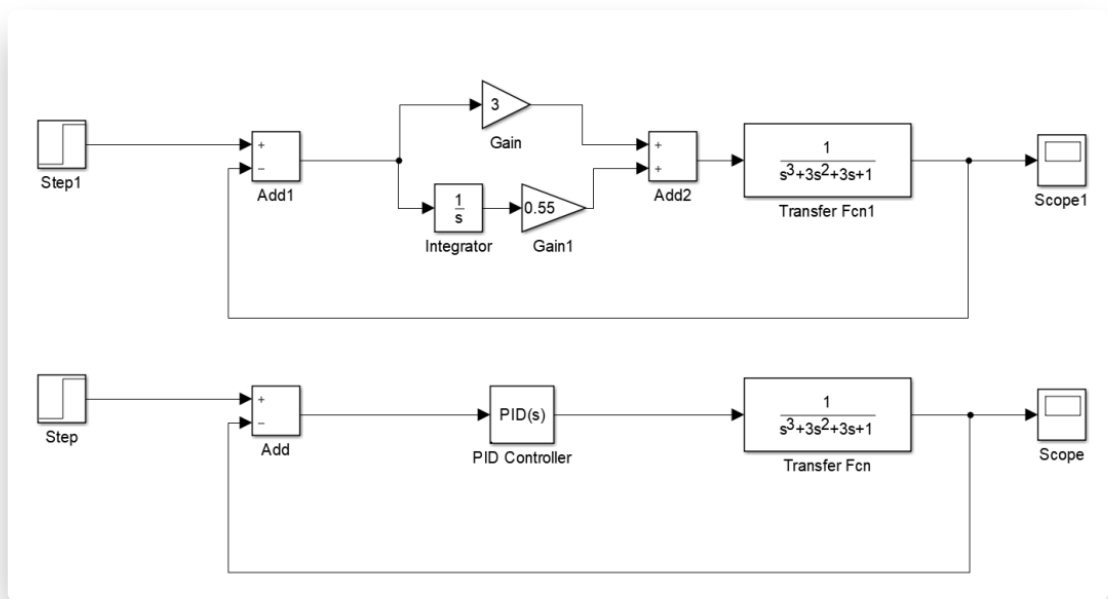 3
Gain
+
−
+
+
1
s³+3s²+3s+1
Step1
Add1
1
s
0.55
Add2
Transfer Fcn1
Scope1
Integrator
Gain1
+
−
PID(s)
1
s³+3s²+3s+1
Step
Add
PID Controller
Transfer Fcn
Scope